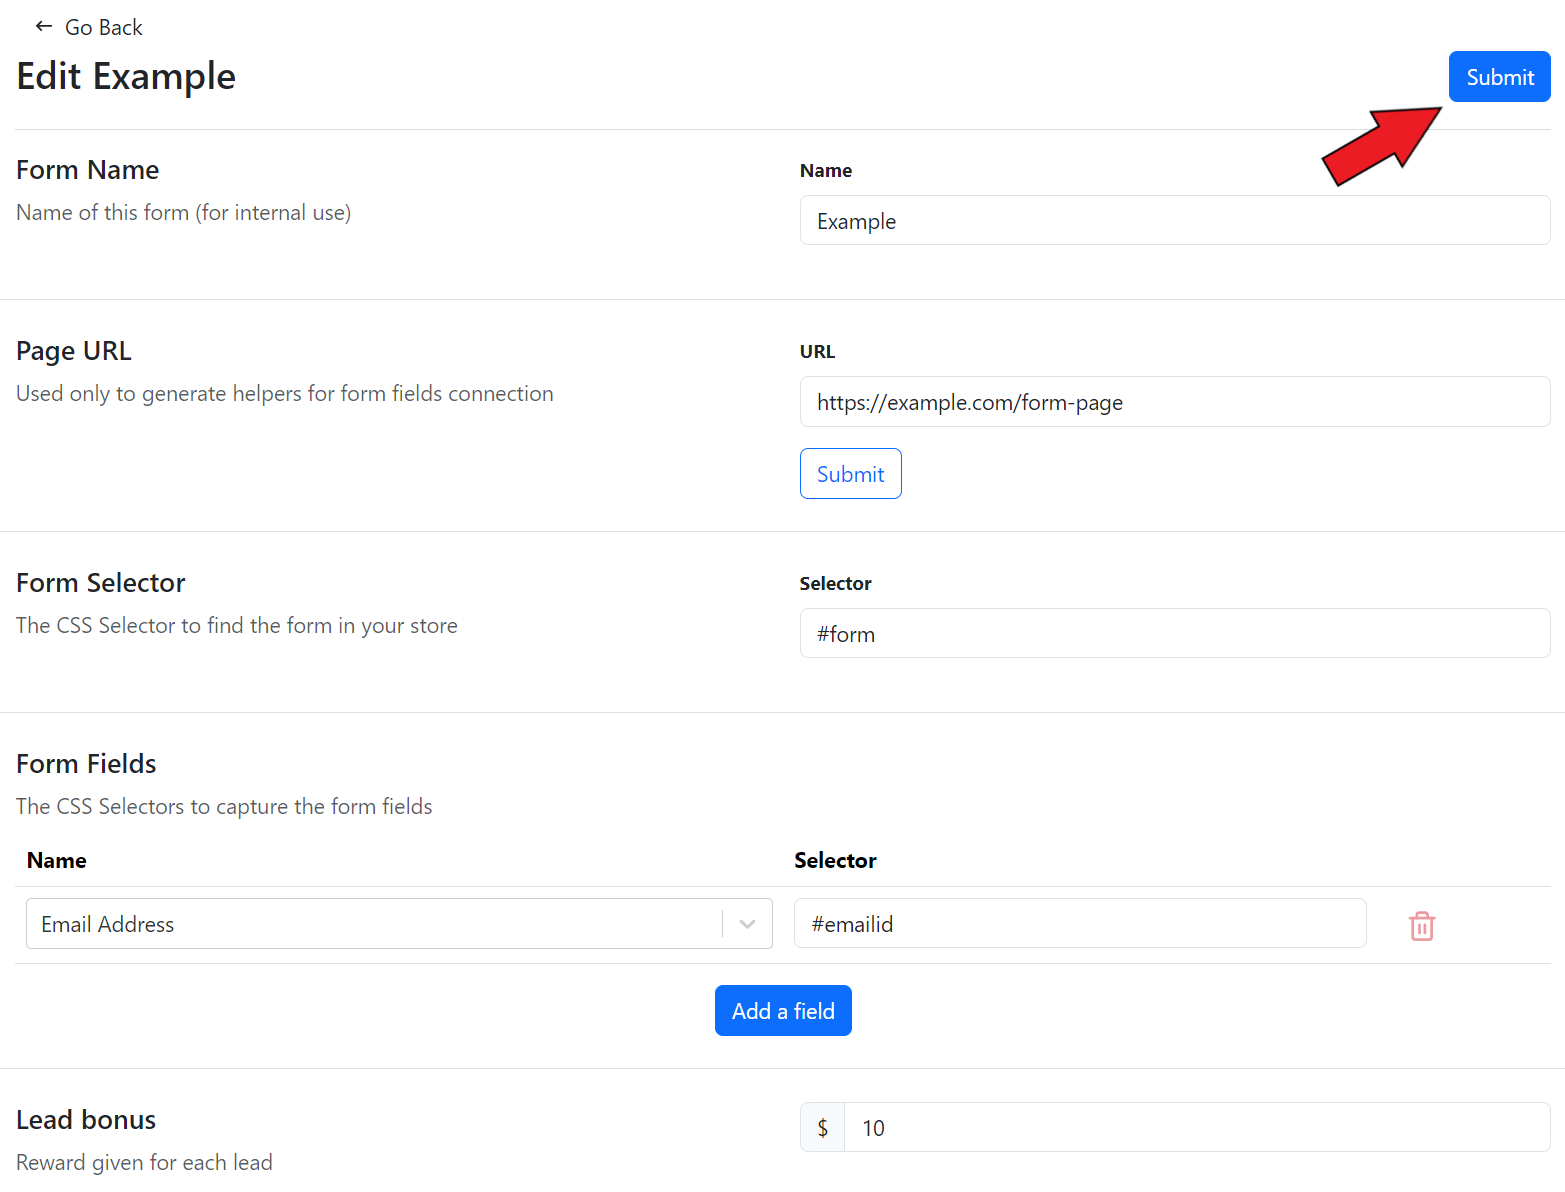 Go Back
Edit Example
Submit
Form Name
Name of this form (for internal use)
Name
Example
Page URL
Used only to generate helpers for form fields connection
URL
https://example.com/form-page
Submit
Form Selector
The CSS Selector to find the form in your store
Selector
#form
Form Fields
The CSS Selectors to capture the form fields
Name Selector
Email Address #emailid
Add a field
Lead bonus
Reward given for each lead
$ 10